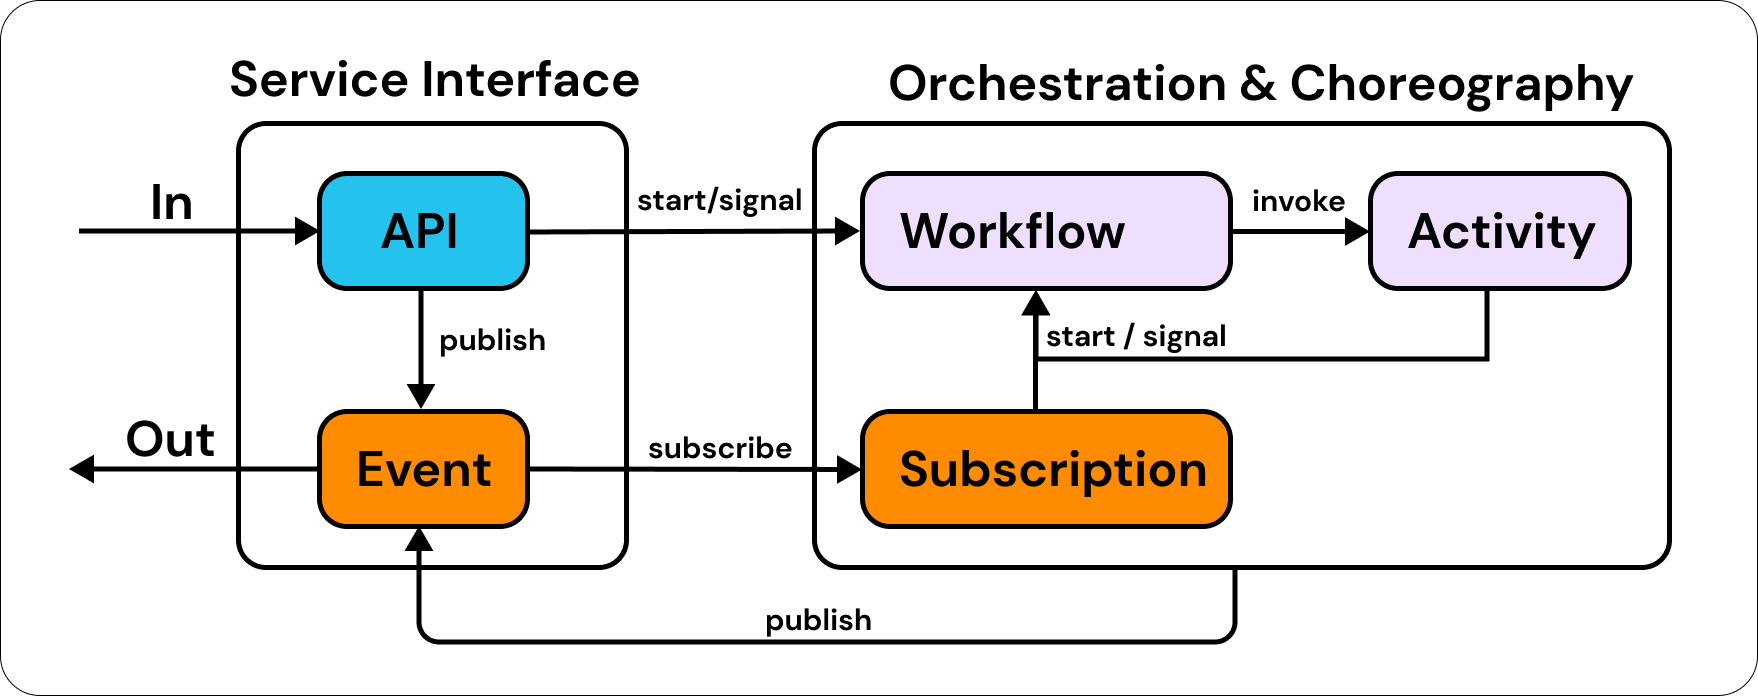 Service Interface
Orchestration & Choreography
In
API
start/signal
Workflow
invoke
Activity
publish
start / signal
Out
Event
subscribe
Subscription
publish